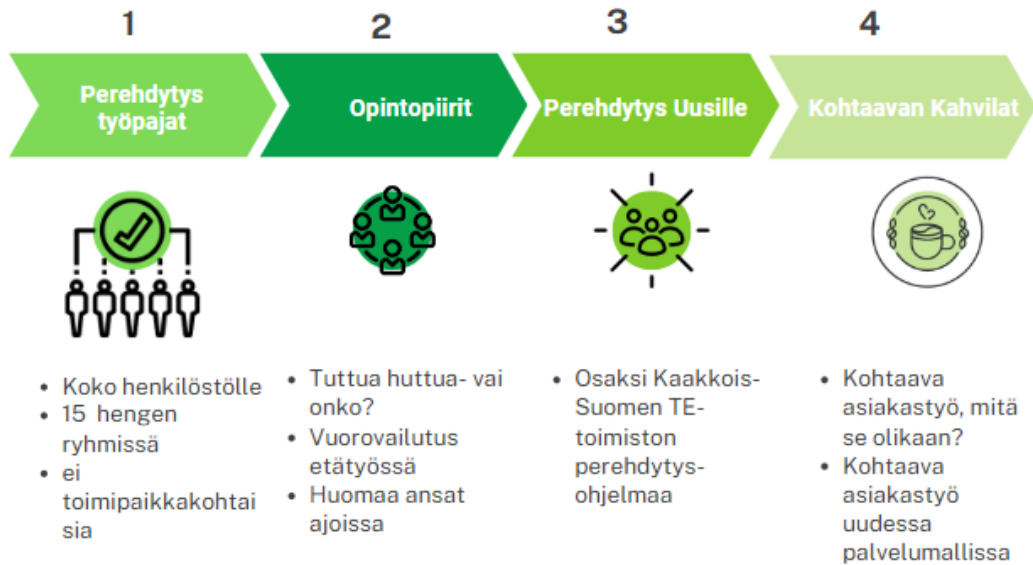 1
2
3
4
Perehdytys
työpajat
Opintopiirit
Perehdytys Uusille
Kohtaavan Kahvilat
• Koko henkilöstölle
• 15 hengen
ryhmissä
• ei
toimipaikkakohtai
sia
• Tuttua huttua- vai
onko?
• Vuorovailutus
etätyössä
• Huomaa ansat
ajoissa
• Osaksi Kaakkois-
Suomen TE-
toimiston
perehdytys-
ohjelmaa
• Kohtaava
asiakastyö, mitä
se olikaan?
• Kohtaava
asiakastyö
uudessa
palvelumallissa